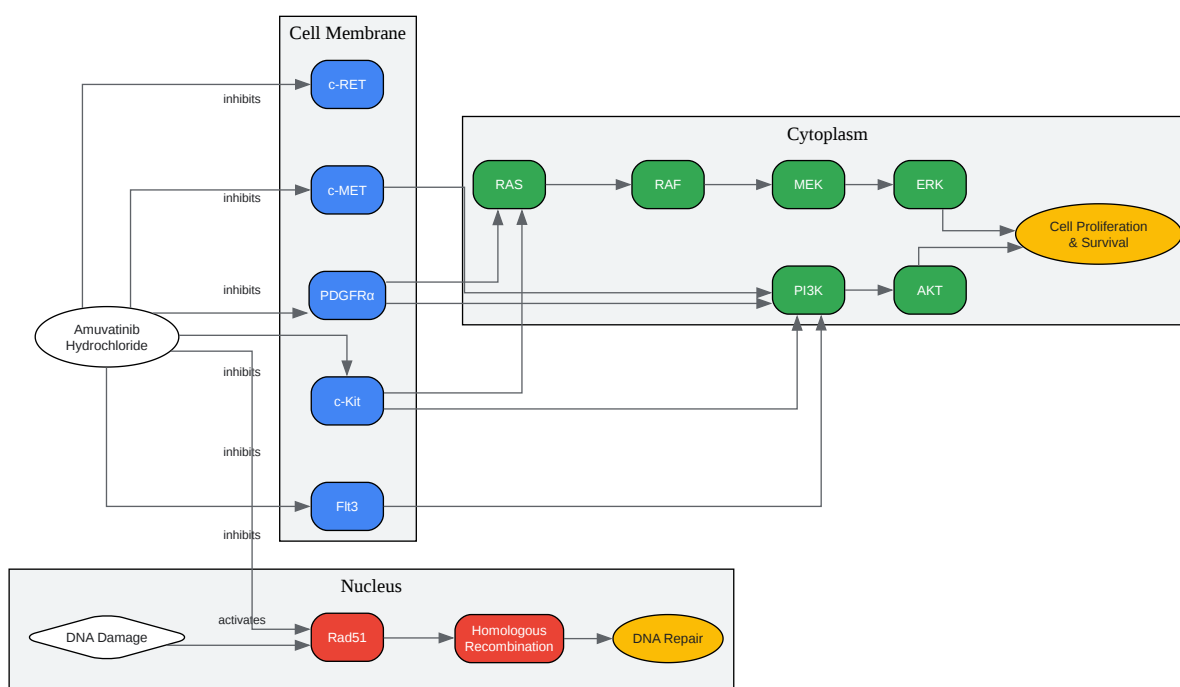 Cell Membrane
c-RET
inhibits
Cytoplasm
c-MET
RAS
RAF
MEK
ERK
inhibits
Cell Proliferation
& Survival
inhibits
PDGFRα
PI3K
AKT
Amuvatinib
Hydrochloride
inhibits
c-Kit
inhibits
Flt3
inhibits
Nucleus
activates
DNA Damage
Rad51
Homologous
Recombination
DNA Repair